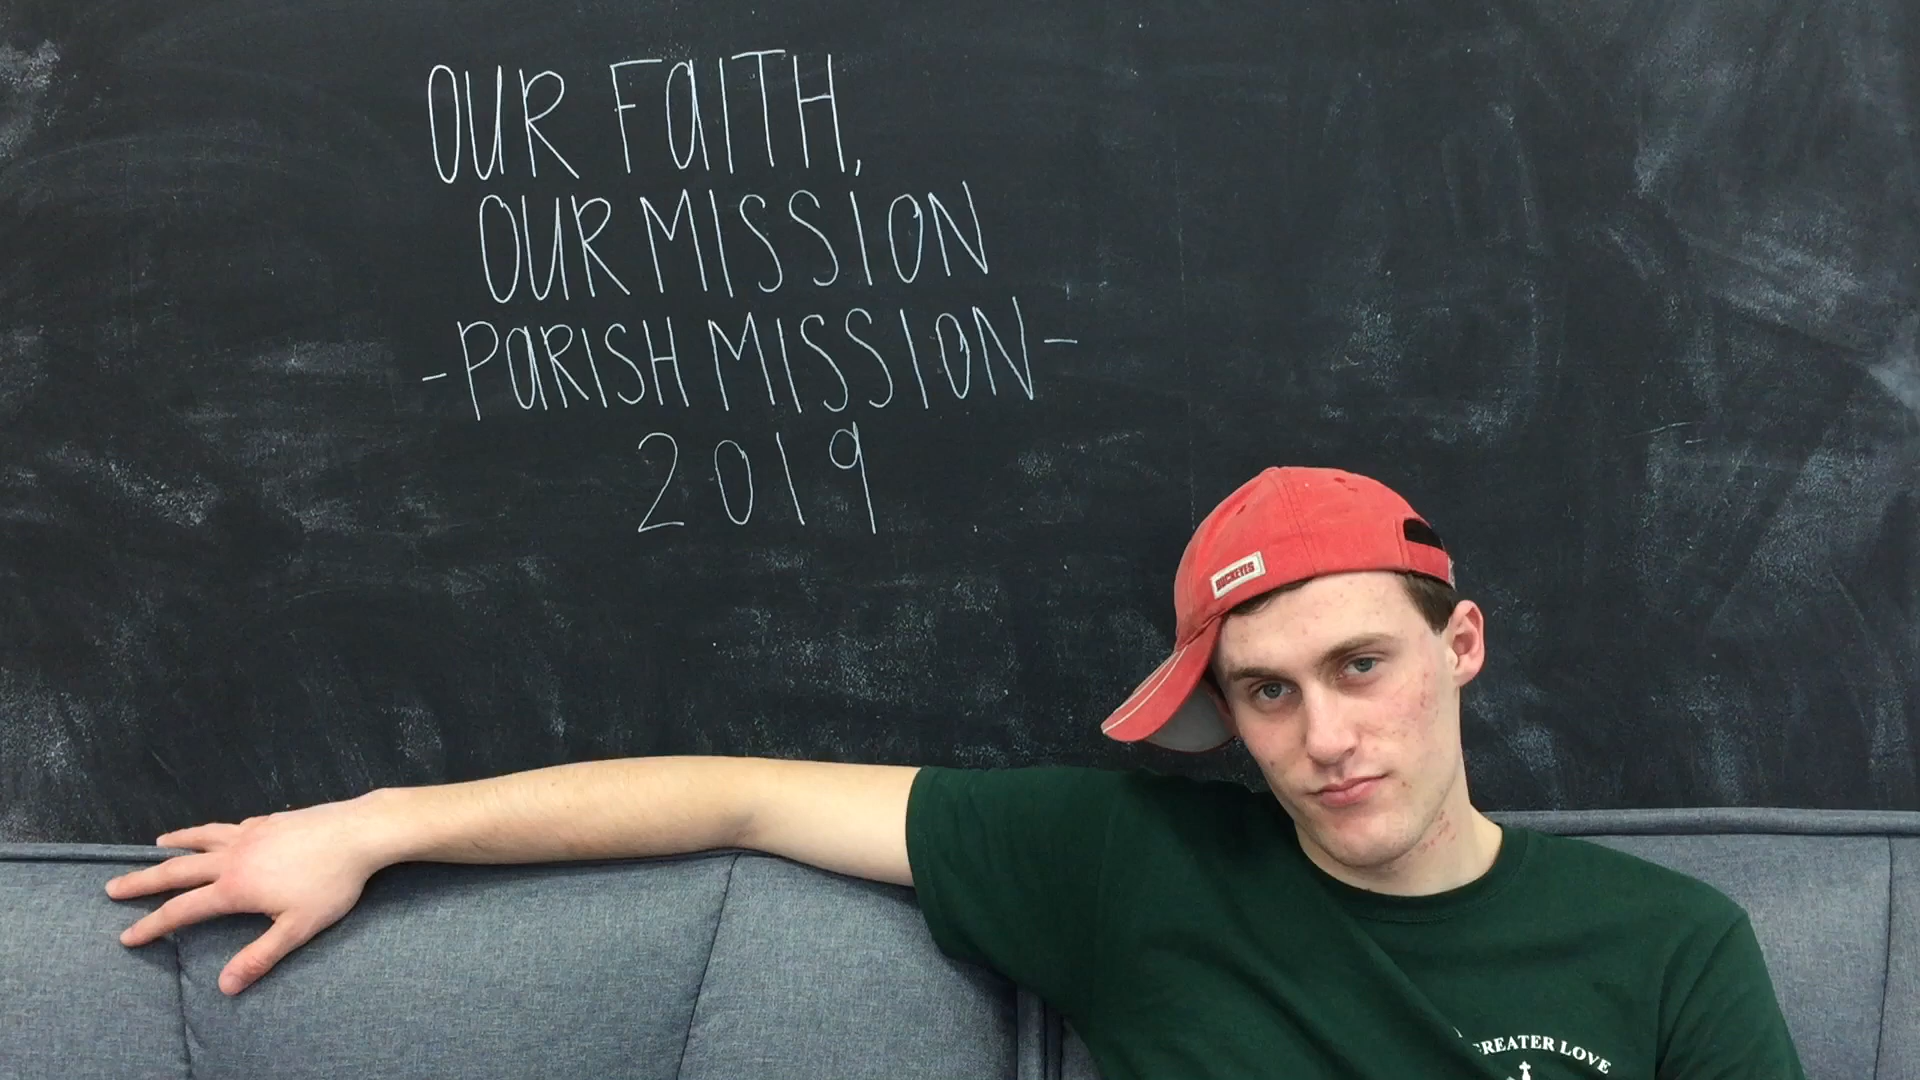 OUR FAITH,
OUR MISSION
-PARISH MISSION-
2019
BUCKEYES
GREATER LOVE